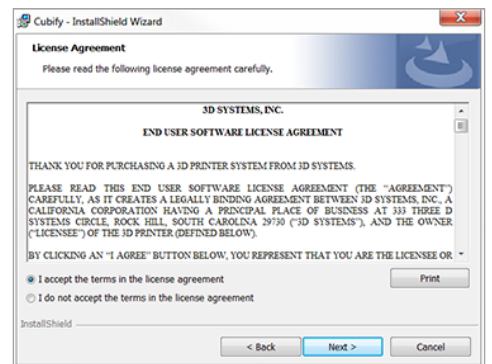 Cubify - InstallShield Wizard
License Agreement
Please read the following license agreement carefully.
3D SYSTEMS, INC.
END USER SOFTWARE LICENSE AGREEMENT
THANK YOU FOR PURCHASING A 3D PRINTER SYSTEM FROM 3D SYSTEMS.
PLEASE READ THIS END USER SOFTWARE LICENSE AGREEMENT (THE “AGREEMENT”)
CAREFULLY, AS IT CREATES A LEGALLY BINDING AGREEMENT BETWEEN 3D SYSTEMS, INC., A
CALIFORNIA CORPORATION HAVING A PRINCIPAL PLACE OF BUSINESS AT 333 THREE D
SYSTEMS CIRCLE, ROCK HILL, SOUTH CAROLINA 29730 (“3D SYSTEMS”), AND THE OWNER
(“LICENSEE”) OF THE 3D PRINTER (DEFINED BELOW).
BY CLICKING AN “I AGREE” BUTTON BELOW, YOU REPRESENT THAT YOU ARE THE LICENSEE OR
I accept the terms in the license agreement
Print
I do not accept the terms in the license agreement
InstallShield
< Back
Next >
Cancel